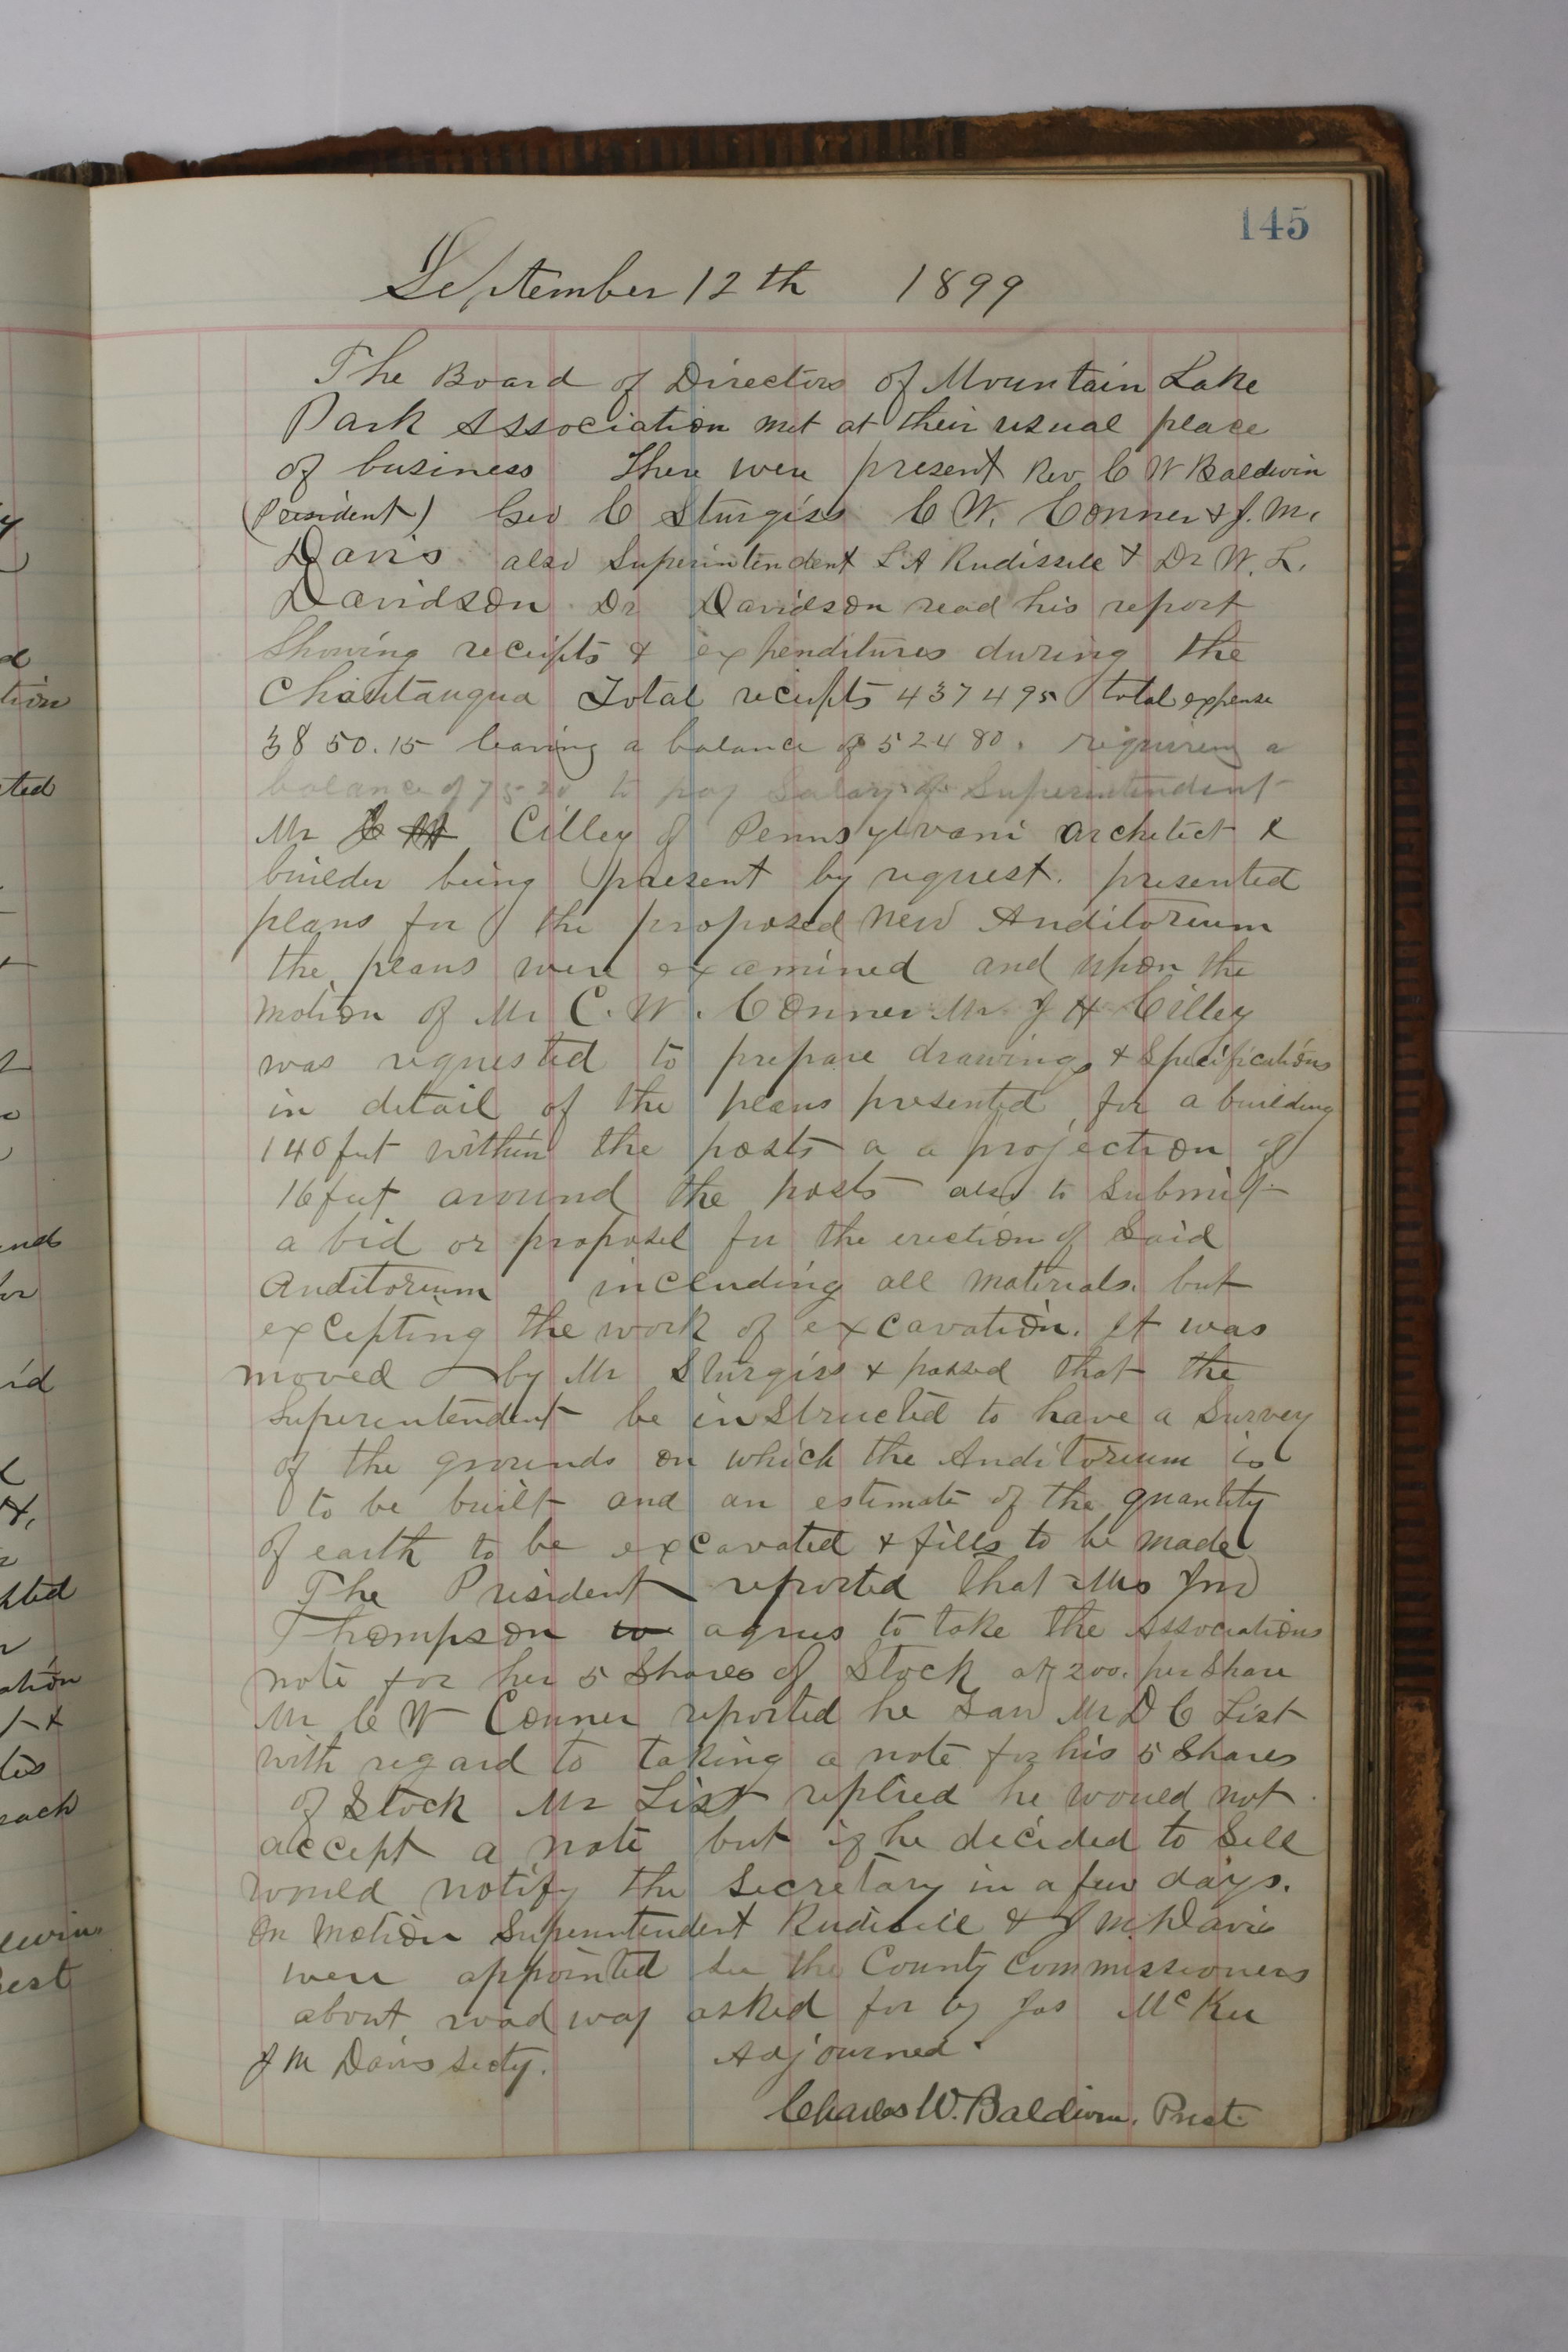 145
September 12th 1899
The Board of Directors of Mountain Lake
Park Association met at their usual place
of business There were present Rev C W Baldwin
(President) Geo C Sturgiss C W. Conner & J. M.
Davis also Superintendent L A Rudisill & Dr W. L.
Davidson Dr Davidson read his report
Showing receipts & expenditures during the
Chautauqua Total receipts 437495 total expense
3850.15 leaving a balance of 52480. requiring a
balance of 75 20 to pay Salary of Superintendent
Mr Cilley of Pennsylvani architect &
builder being present by request. presented
plans for the proposed New Auditorium
the plans were examined and upon the
motion of Mr C. W. Conner Mr J H Cilley
was requested to prepare drawings & Specifications
in detail of the plans presented for a building
140 feet within the posts a a projection of
16 feet around the posts also to Submit
a bid or proposal for the erection of Said
Auditorium including all materials. but
excepting the work of excavation. It was
moved by Mr Sturgiss & passed that the
Superintendent be instructed to have a Survey
of the grounds on which the Auditorium is
to be built and an estimate of the quantity
of earth to be excavated & fills to be made
The President reported that Mrs Jno
Thompson agrees to take the Associations
note for her 5 Shares of Stock at 200. per Share
Mr C W Conner reported he Saw Mr D C List
with regard to taking a note for his 5 Shares
of Stock Mr List replied he would not
accept a note but if he decided to Sell
would notify the Secretary in a few days.
On Motion Superintendent Rudisill & J M. Davis
were appointed see the County Commissioners
about road way asked for by Jas McKee
J M Davis Secty. Adjourned.
Charles W. Baldwin. Prest.